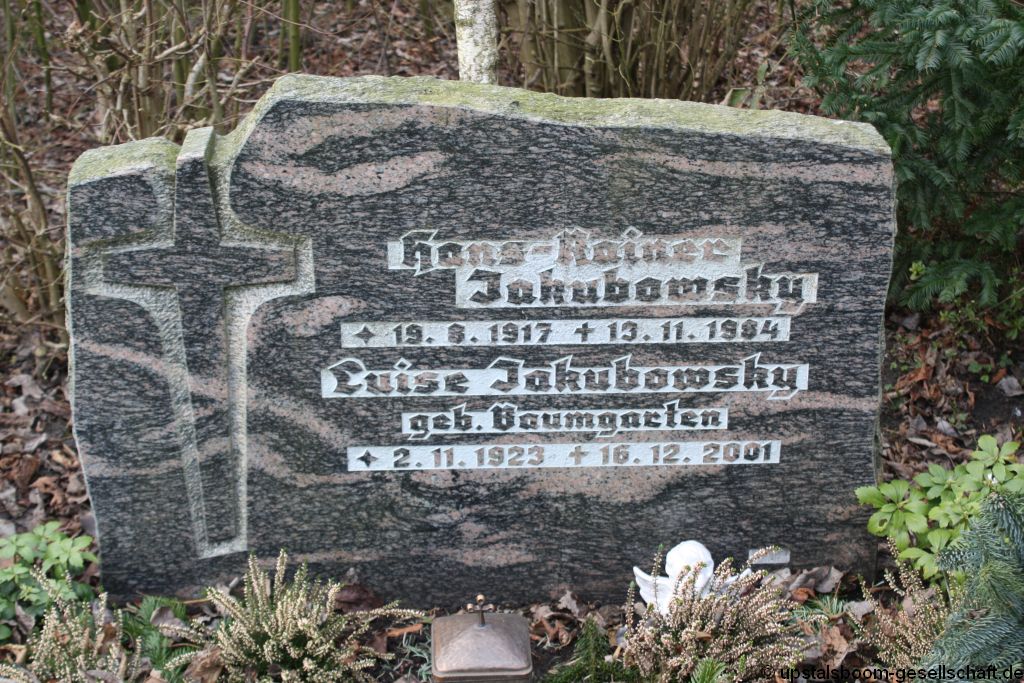 Hans-Rainer
Jakubowsky
✦ 19. 8. 1917 ✝ 13. 11. 1984
Luise Jakubowsky
geb. Baumgarten
✦ 2. 11. 1923 ✝ 16. 12. 2001
© upstalsboom-gesellschaft.de